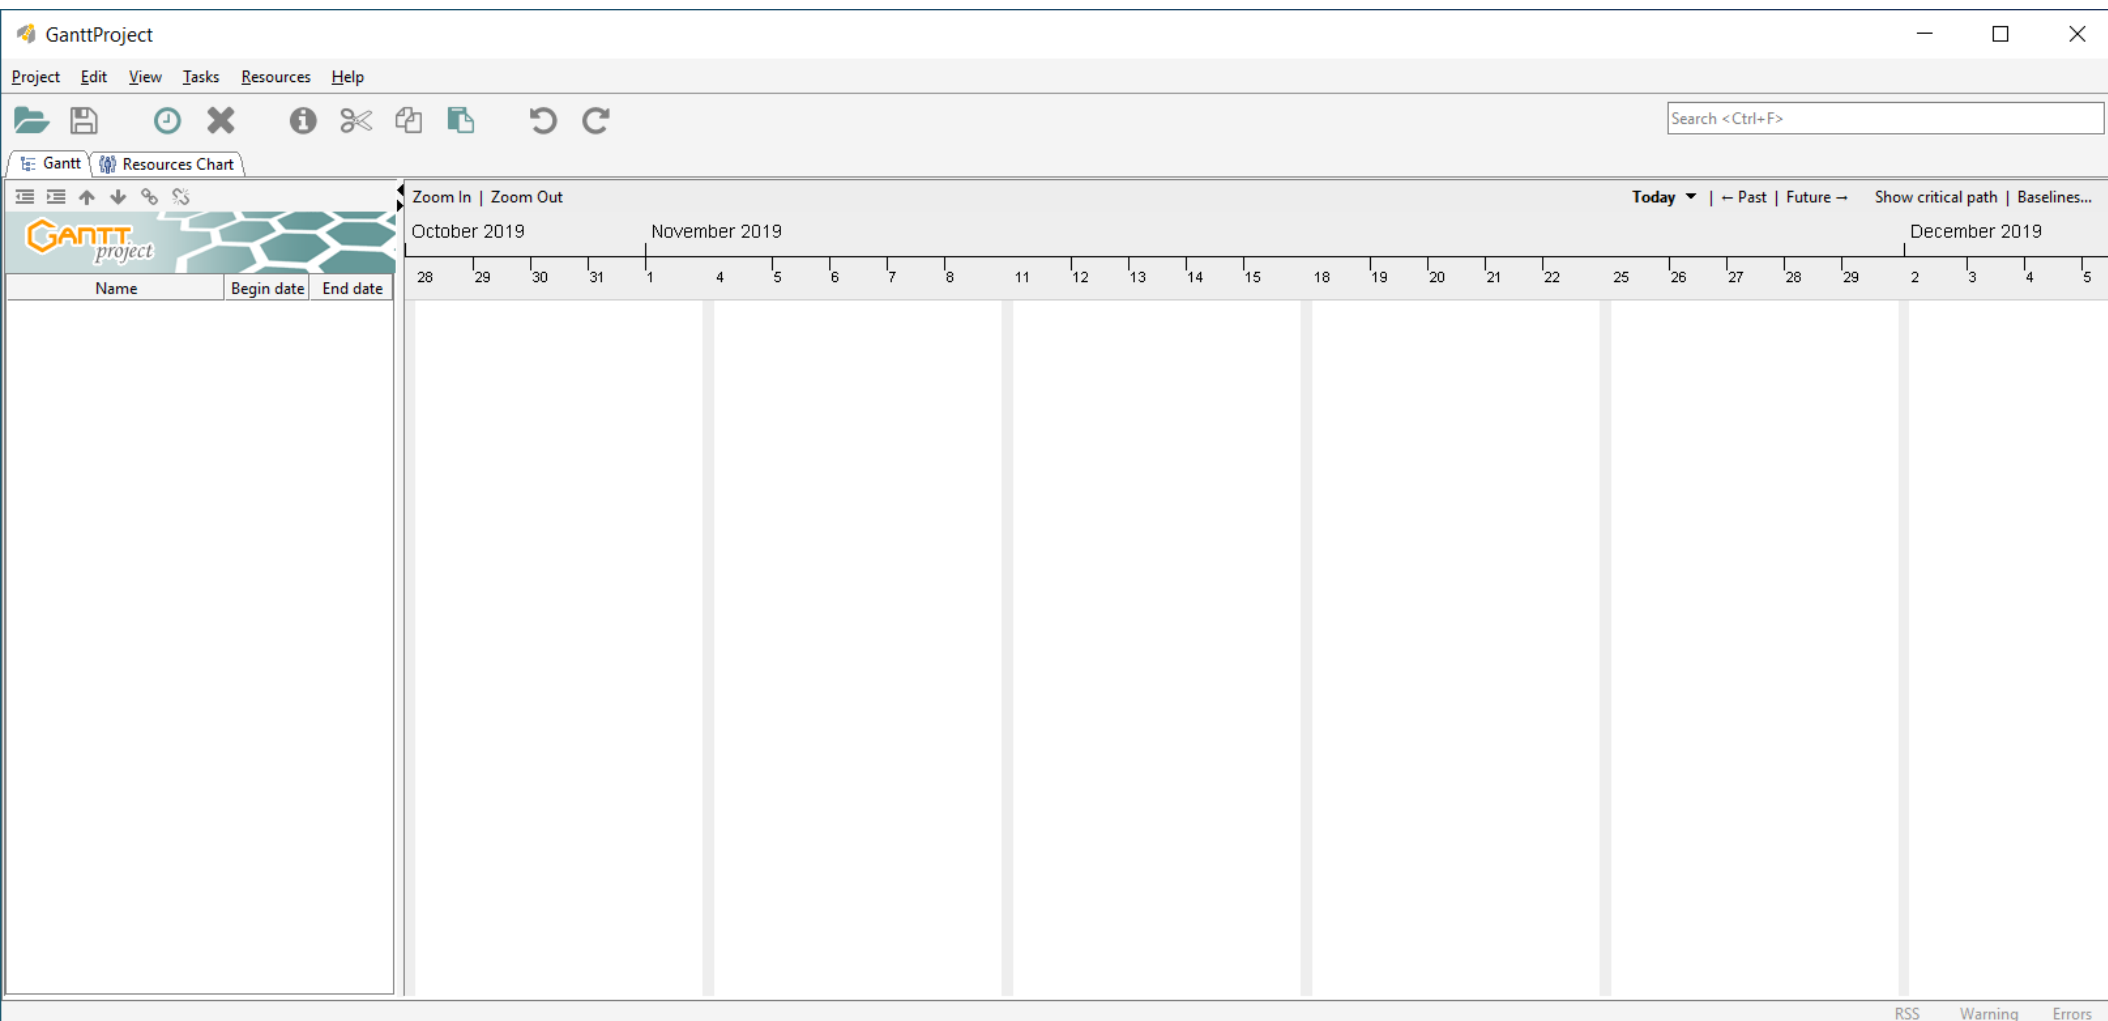 GanttProject
Project Edit View Tasks Resources Help
Search <Ctrl+F>
Gantt Resources Chart
Zoom In | Zoom Out Today | ← Past | Future → Show critical path | Baselines...
GANTT project
October 2019 November 2019 December 2019
28 29 30 31 1 4 5 6 7 8 11 12 13 14 15 18 19 20 21 22 25 26 27 28 29 2 3 4 5
Name Begin date End date
RSS Warning Errors